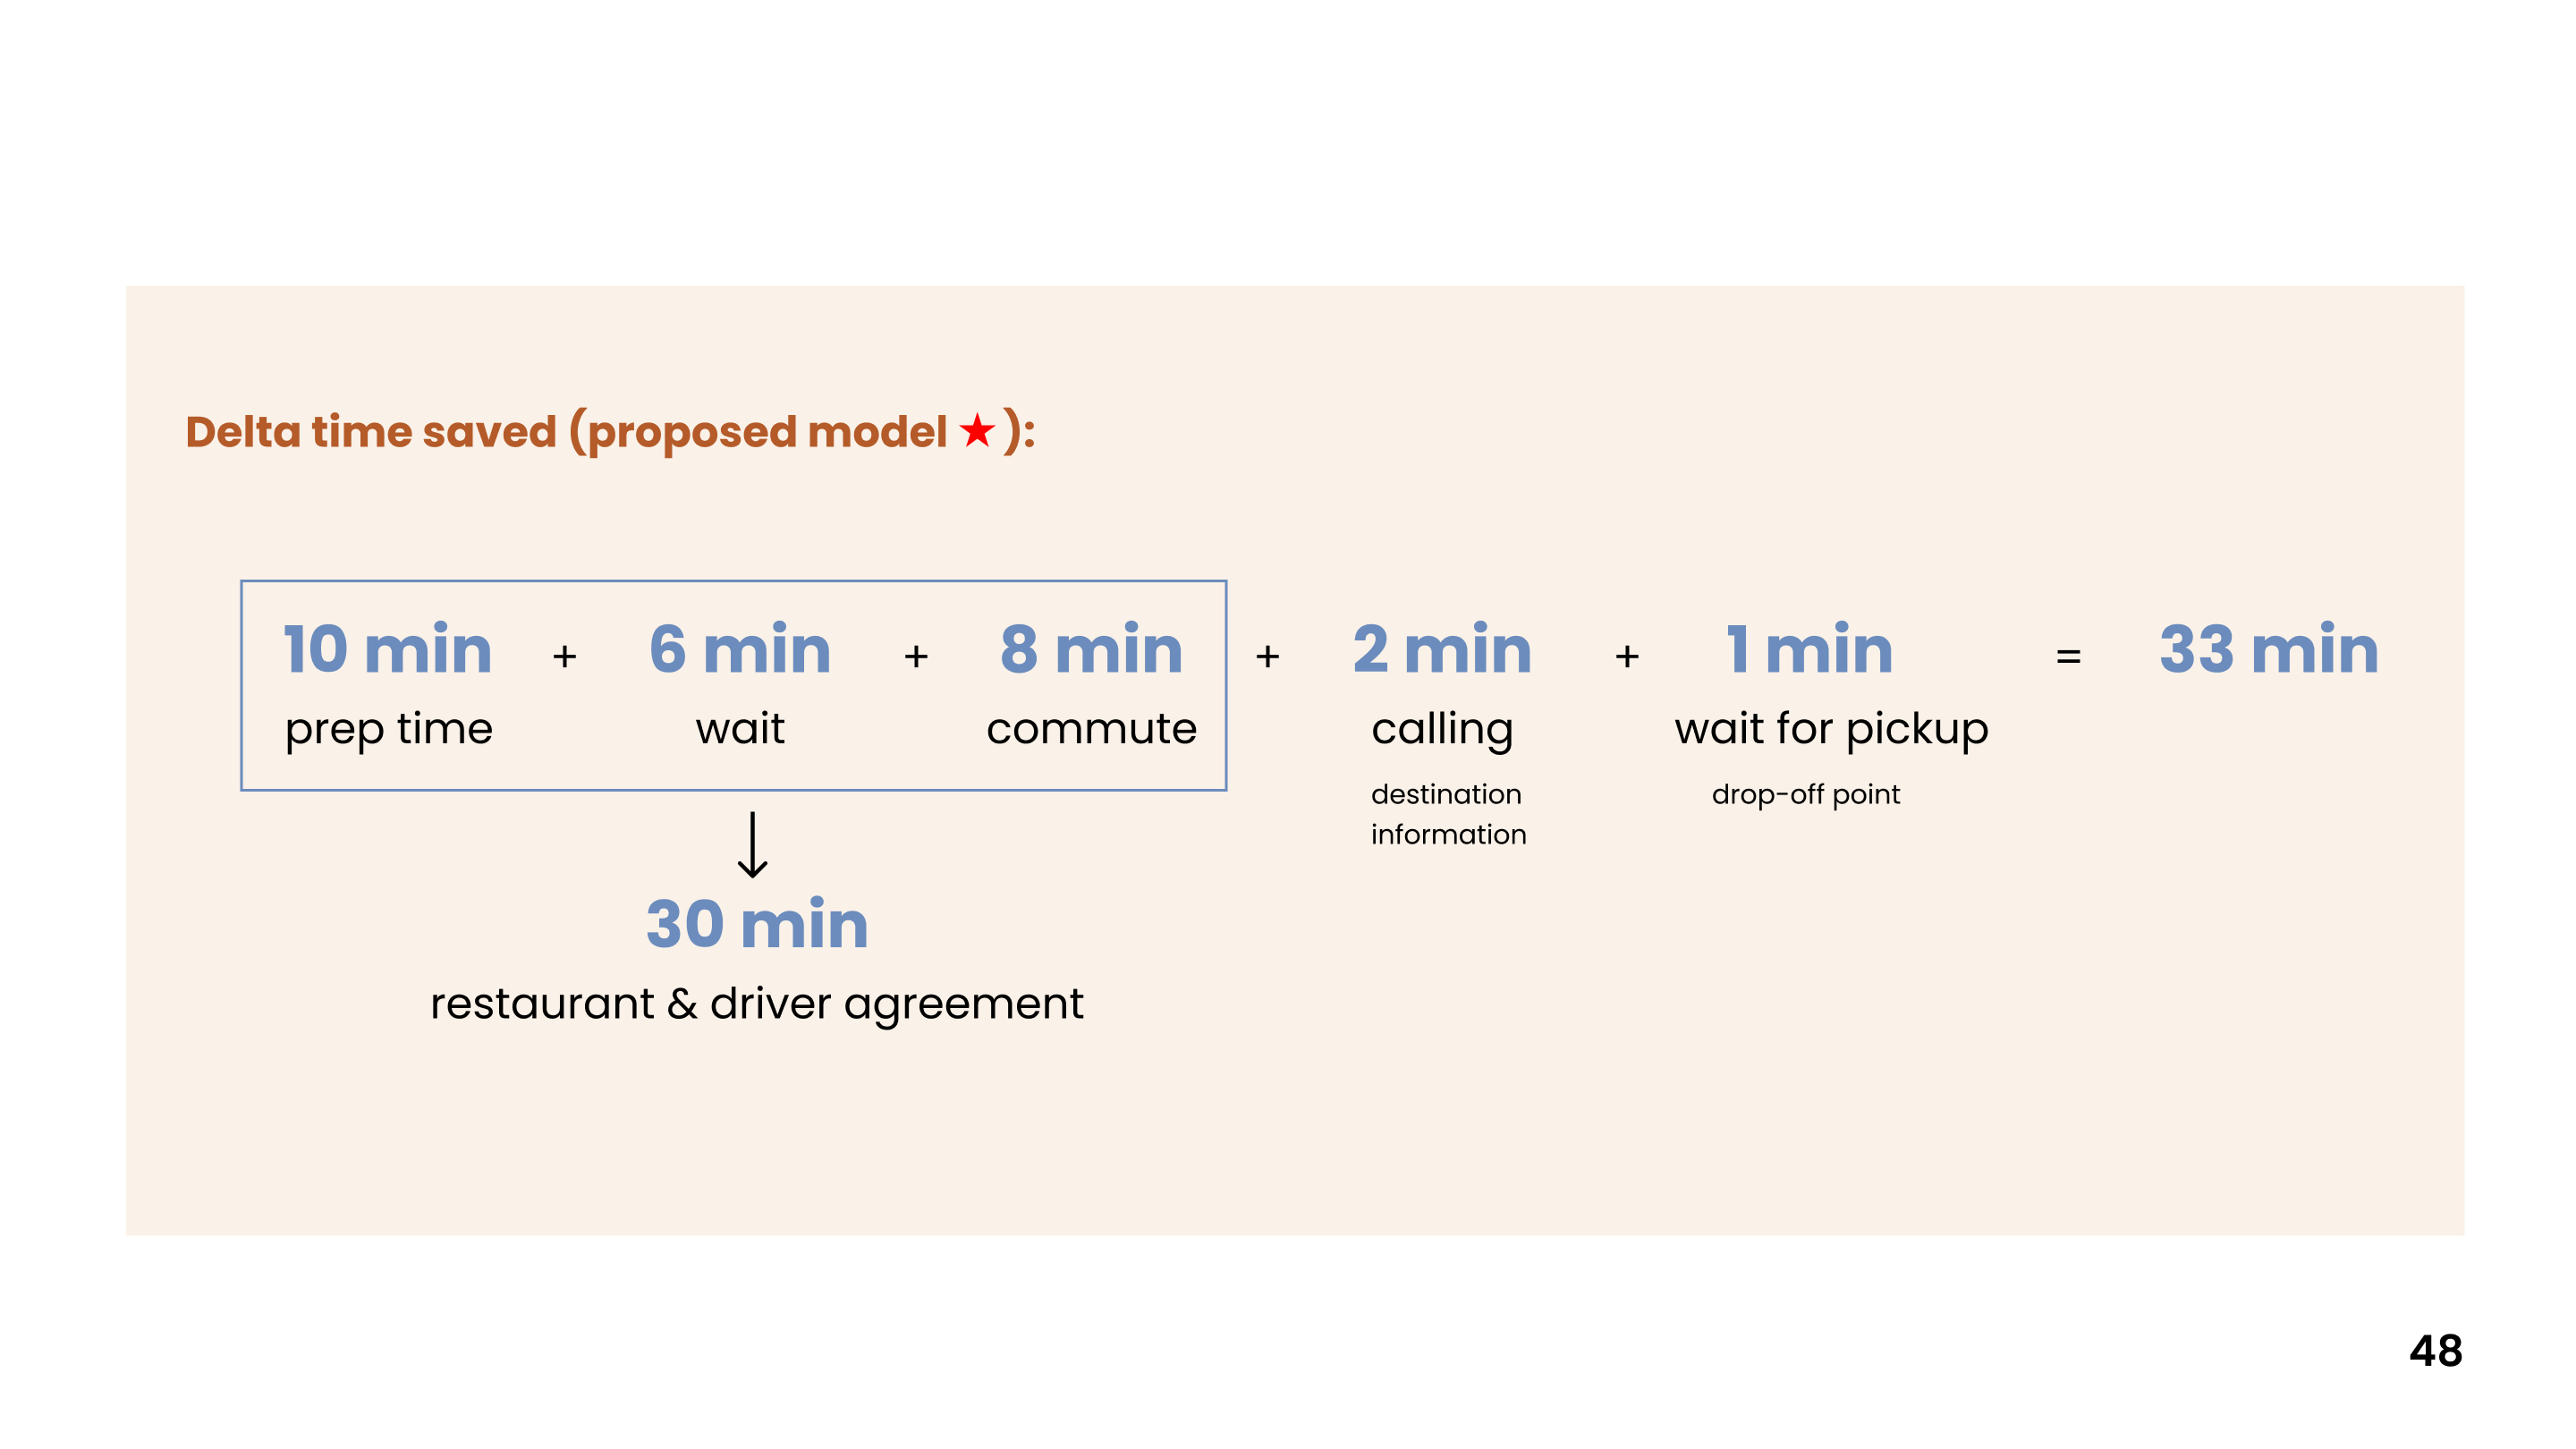 Delta time saved (proposed model ★):
10 min + 6 min + 8 min + 2 min + 1 min = 33 min
prep time wait commute calling wait for pickup
destination drop-off point
information
30 min
restaurant & driver agreement
48